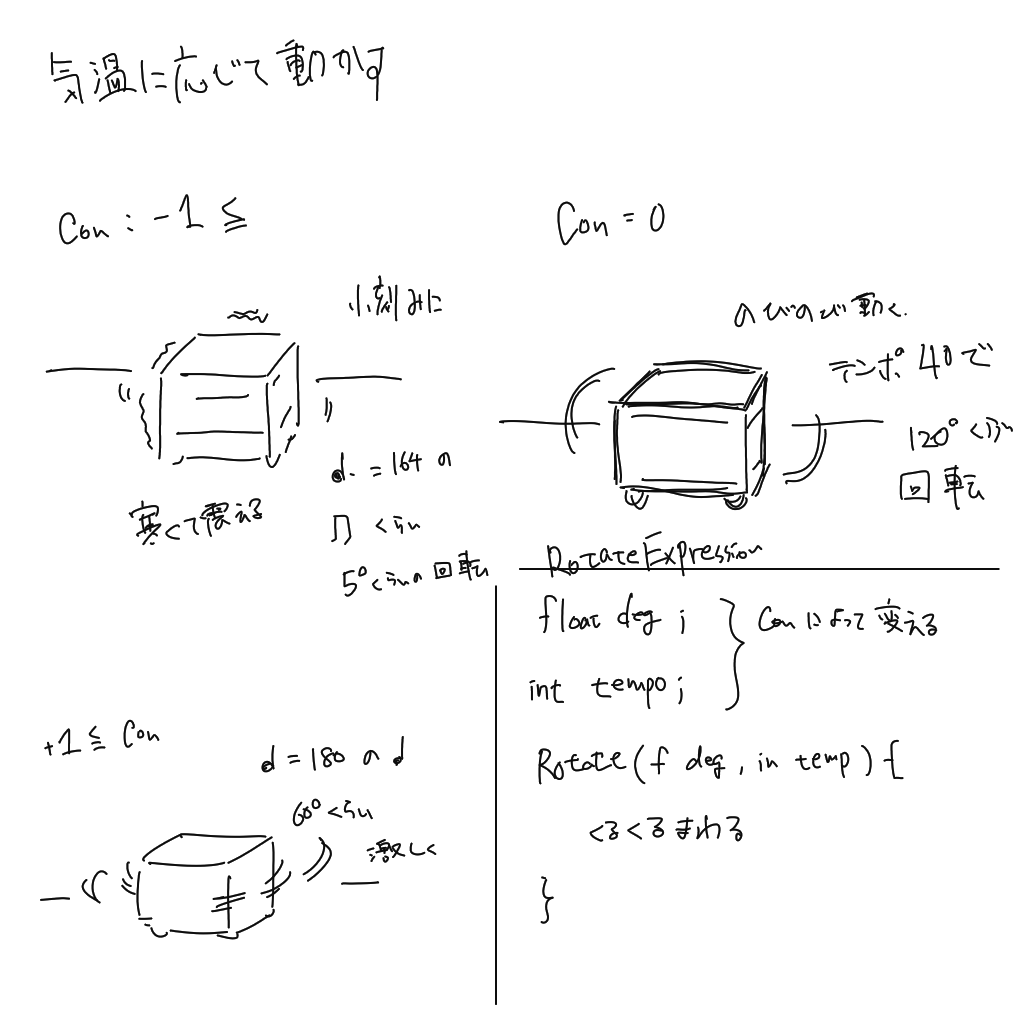 気温に応じて動かす
Con : -1 ≦
小刻みに
♩ = 164 の
♫ くらい
5°くらいの回転
寒くて震える
Con = 0
のびのび動く
テンポ 40で
120°くらい
回転
+1 ≦ Con
♩ = 180 の ♩
60°くらい
激しく
RotateExpression
float deg ;
int tempo ;
Conによって変える
Rotate (f deg , in temp ) {
くるくるまわる
}